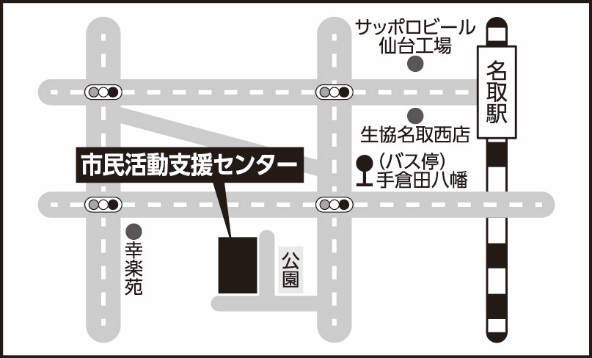 サッポロビール
仙台工場
名取駅
生協名取西店
市民活動支援センター
(バス停)
手倉田八幡
幸楽苑
公園